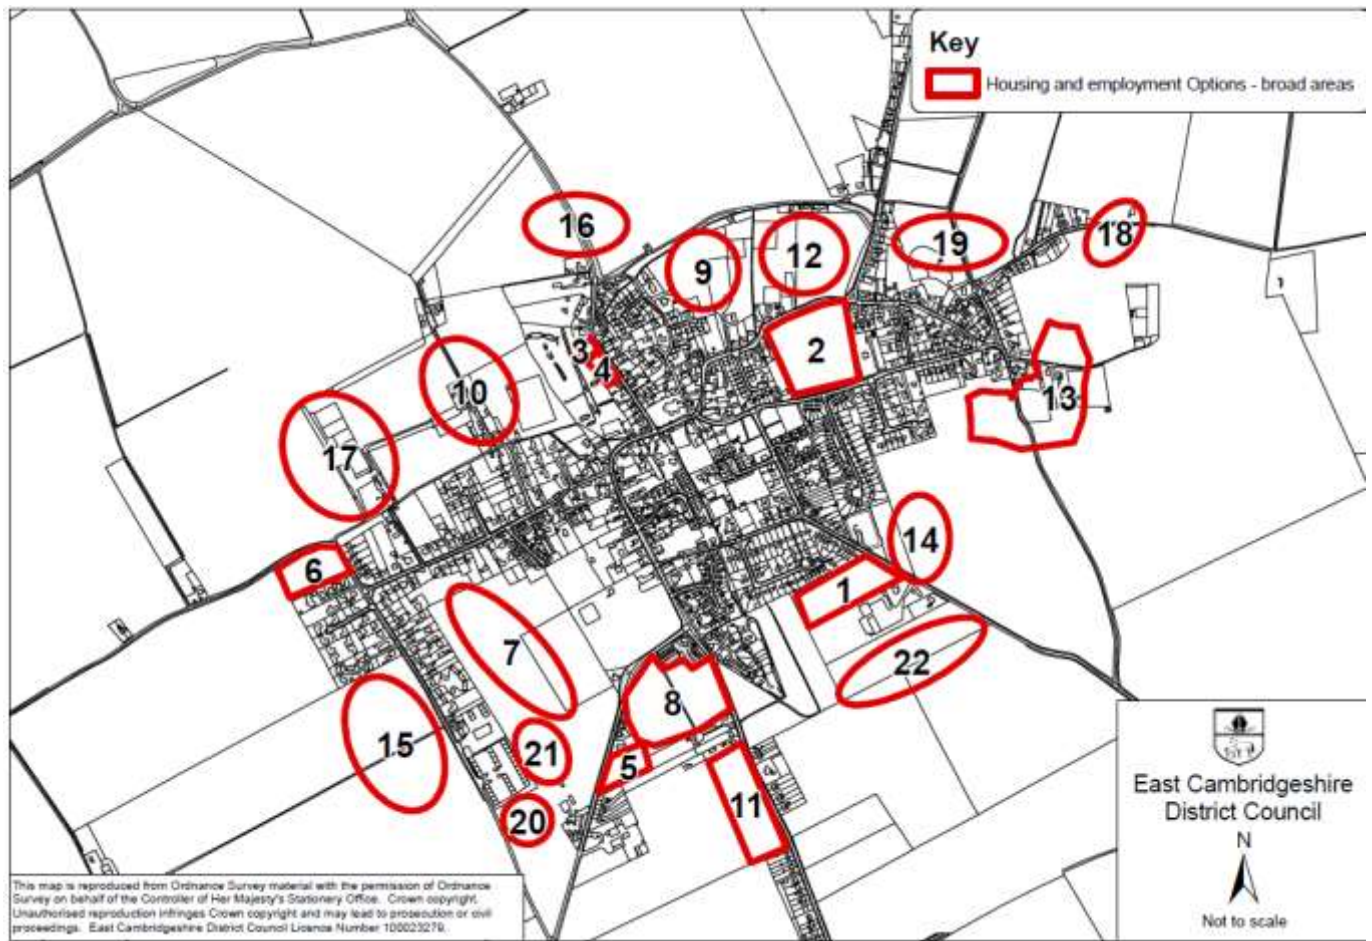 Key
Housing and employment Options - broad areas
16
9
12
19
18
3
4
2
10
13
17
14
6
1
7
22
8
15
21
5
11
20
East Cambridgeshire
District Council
N
Not to scale
This map is reproduced from Ordnance Survey material with the permission of Ordnance
Survey on behalf of the Controller of Her Majesty's Stationery Office. Crown copyright.
Unauthorised reproduction infringes Crown copyright and may lead to prosecution or civil
proceedings. East Cambridgeshire District Council Licence Number 100023279.